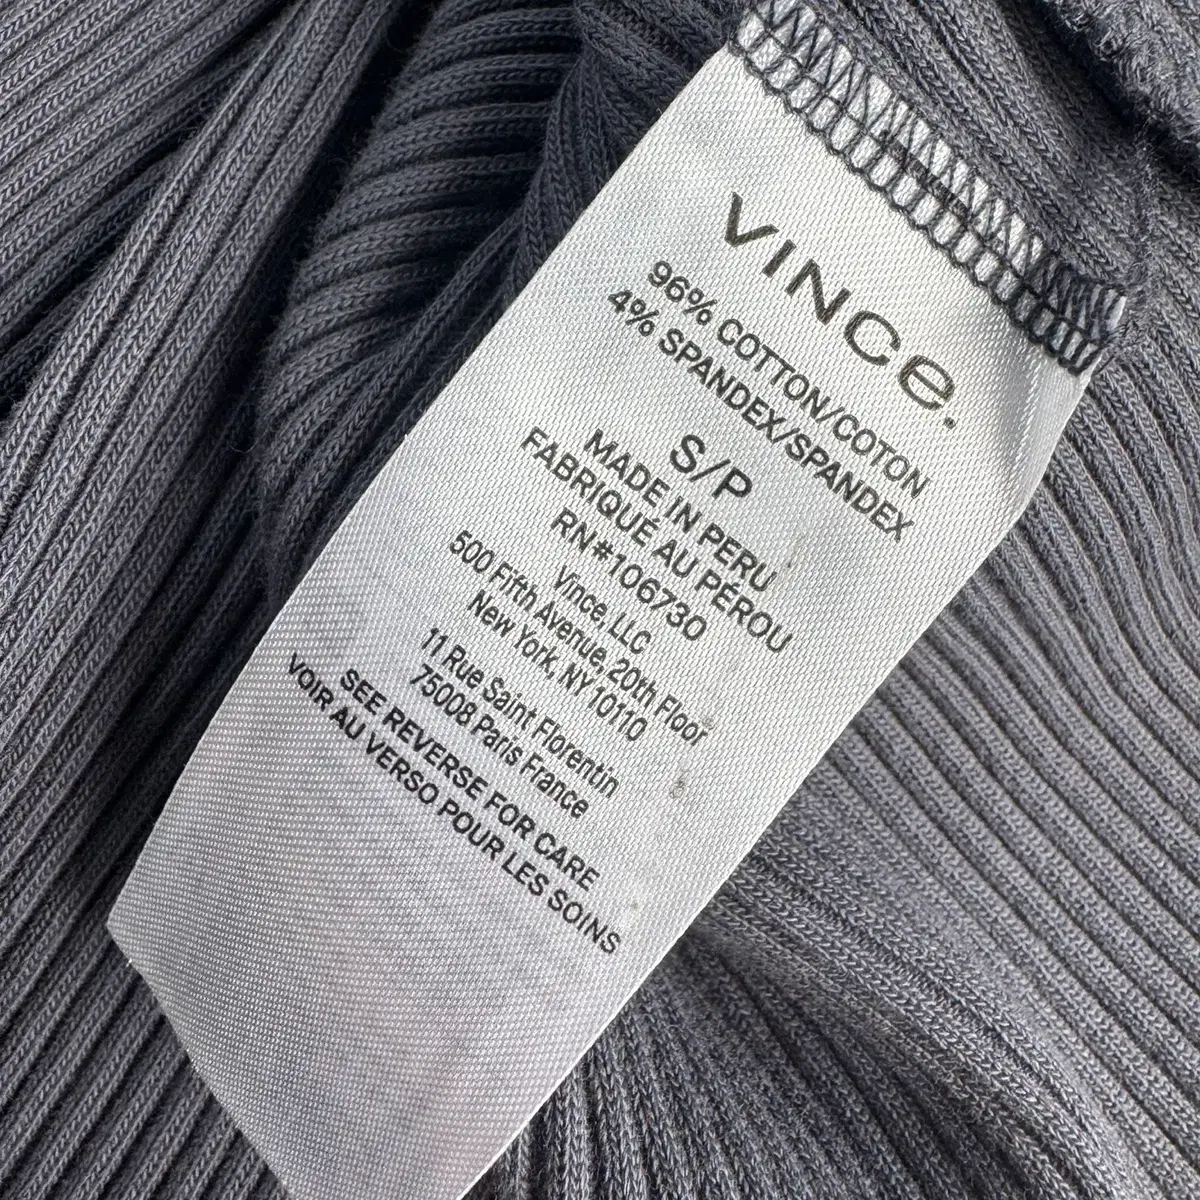 VINCe.
96% COTTON/COTON
4% SPANDEX/SPANDEX
S/P
MADE IN PERU
FABRIQUÉ AU PÉROU
RN#106730
Vince, LLC
500 Fifth Avenue, 20th Floor
New York, NY 10110
11 Rue Saint Florentin
75008 Paris France
SEE REVERSE FOR CARE
VOIR AU VERSO POUR LES SOINS